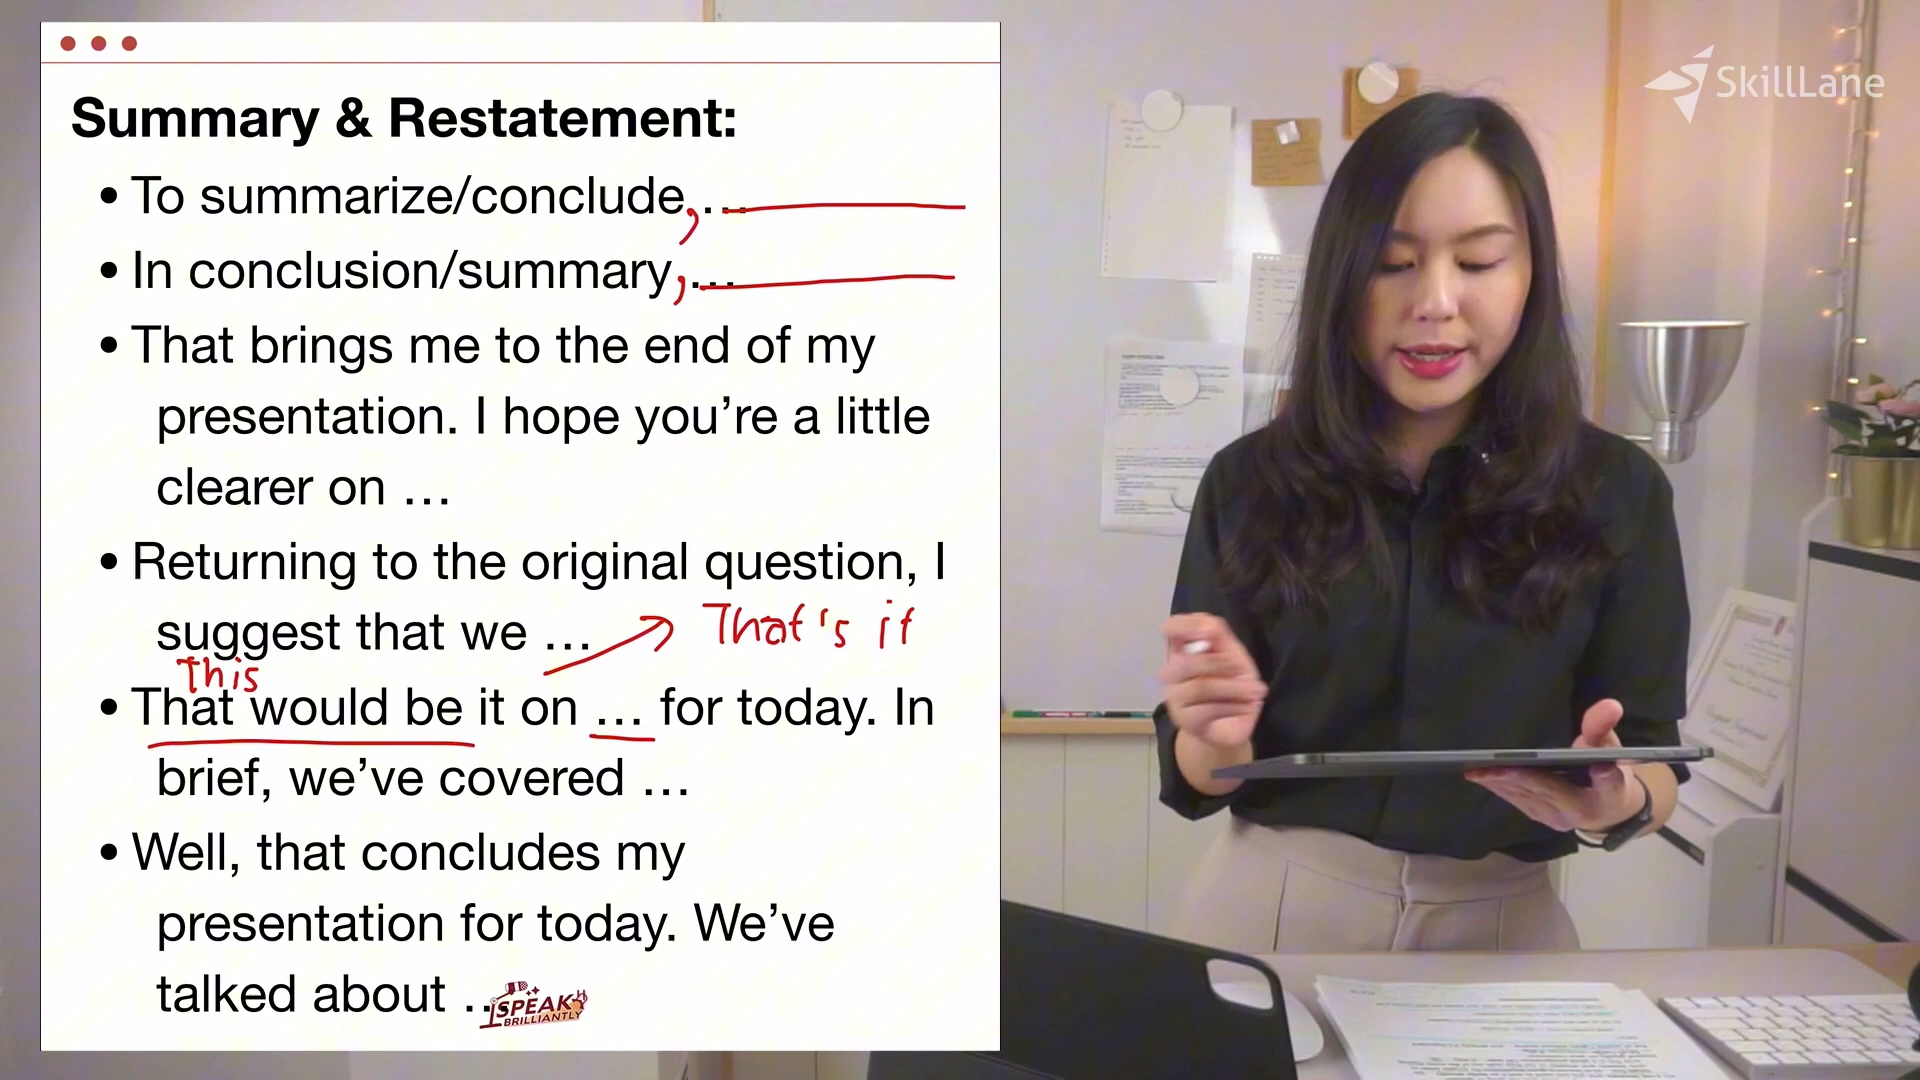 SkillLane
Summary & Restatement:
• To summarize/conclude, …
• In conclusion/summary, …
• That brings me to the end of my
presentation. I hope you’re a little
clearer on …
• Returning to the original question, I
suggest that we …
That's it
This
• That would be it on … for today. In
brief, we’ve covered …
• Well, that concludes my
presentation for today. We’ve
talked about …
SPEAK
BRILLIANTLY